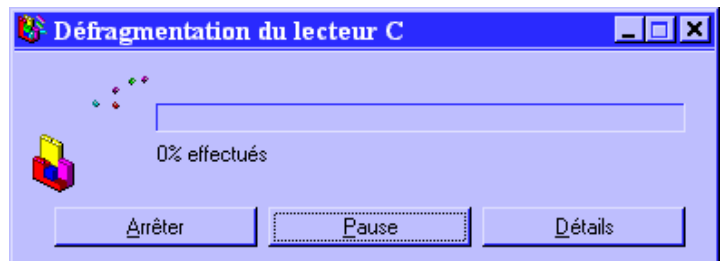 Défragmentation du lecteur C
0% effectués
Arrêter
Pause
Détails